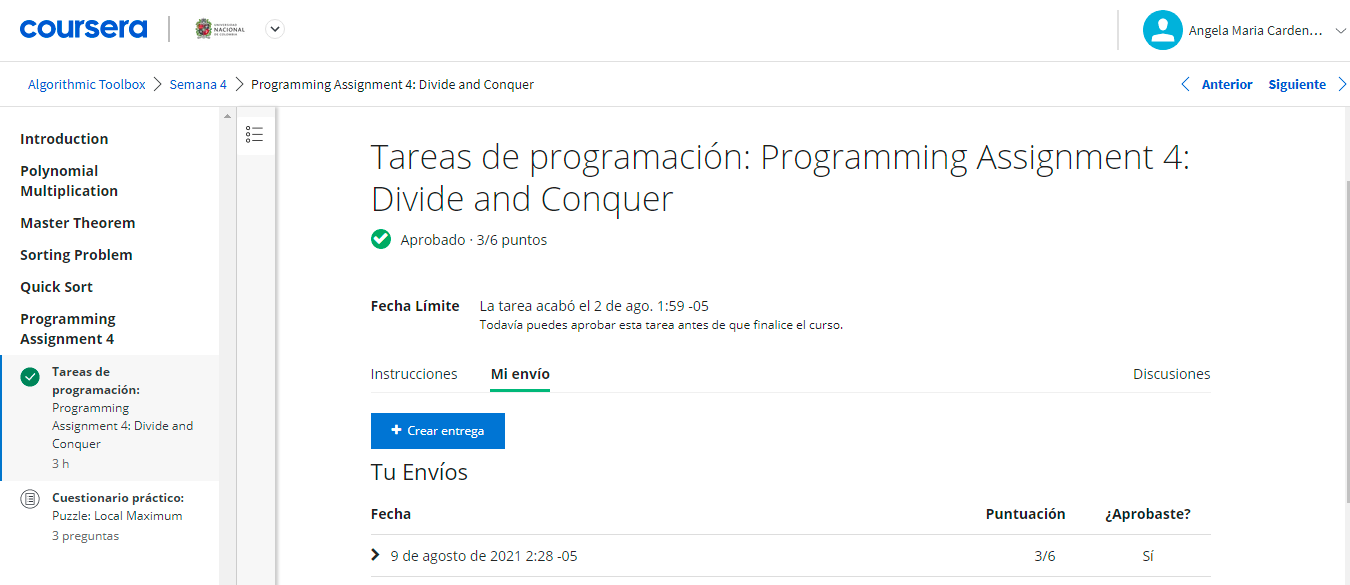 coursera
UNIVERSIDAD
NACIONAL
DE COLOMBIA
Angela Maria Carden...
Algorithmic Toolbox
Semana 4
Programming Assignment 4: Divide and Conquer
Anterior
Siguiente
Introduction
Polynomial
Multiplication
Master Theorem
Sorting Problem
Quick Sort
Programming
Assignment 4
Tareas de
programación:
Programming
Assignment 4: Divide and
Conquer
3 h
Cuestionario práctico:
Puzzle: Local Maximum
3 preguntas
Tareas de programación: Programming Assignment 4:
Divide and Conquer
Aprobado · 3/6 puntos
Fecha Límite
La tarea acabó el 2 de ago. 1:59 -05
Todavía puedes aprobar esta tarea antes de que finalice el curso.
Instrucciones
Mi envío
Discusiones
+ Crear entrega
Tu Envíos
Fecha Puntuación ¿Aprobaste?
9 de agosto de 2021 2:28 -05 3/6 Sí